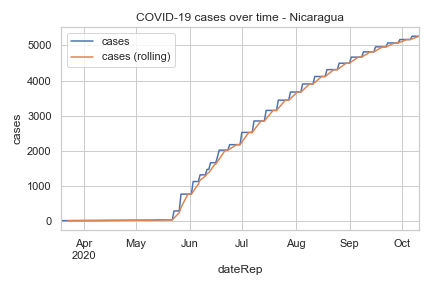 COVID-19 cases over time - Nicaragua
cases
cases (rolling)
5000
4000
3000
2000
1000
0
cases
Apr
2020
May
Jun
Jul
Aug
Sep
Oct
dateRep